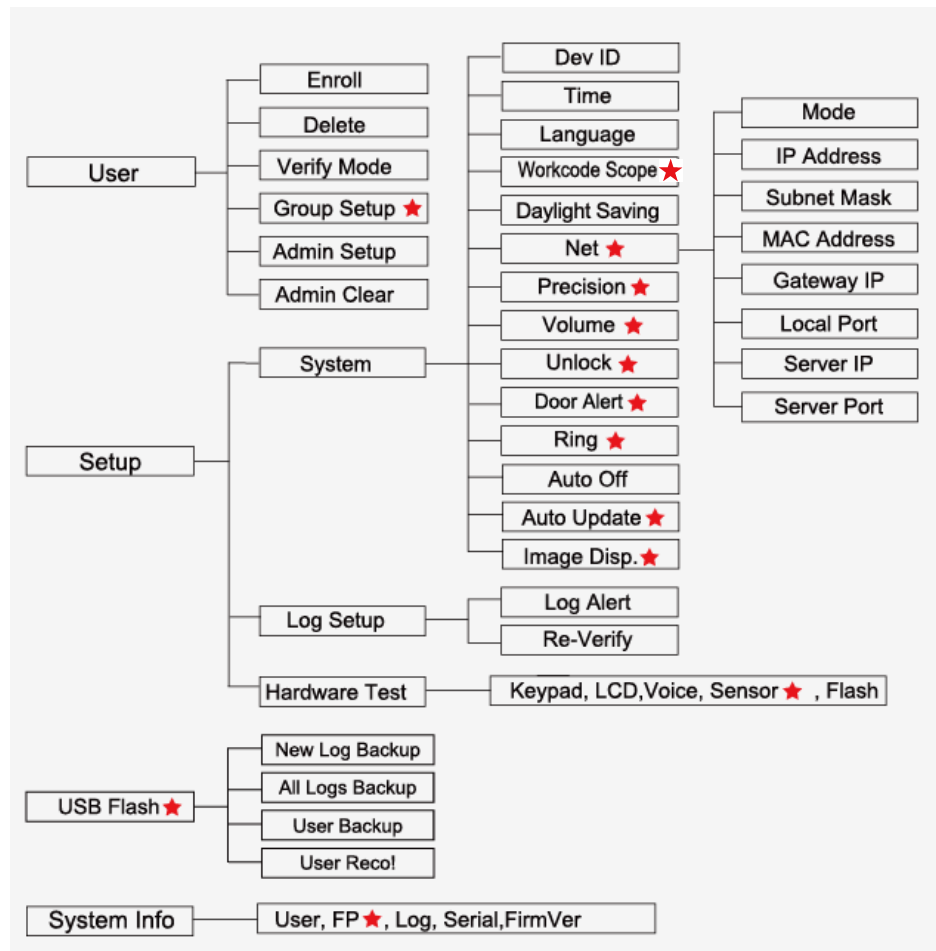 User
Enroll
Delete
Verify Mode
Group Setup
Admin Setup
Admin Clear
Setup
System
Dev ID
Time
Language
Workcode Scope
Daylight Saving
Net
Mode
IP Address
Subnet Mask
MAC Address
Gateway IP
Local Port
Server IP
Server Port
Precision
Volume
Unlock
Door Alert
Ring
Auto Off
Auto Update
Image Disp.
Log Setup
Log Alert
Re-Verify
Hardware Test
Keypad, LCD,Voice, Sensor , Flash
USB Flash
New Log Backup
All Logs Backup
User Backup
User Reco!
System Info
User, FP , Log, Serial,FirmVer